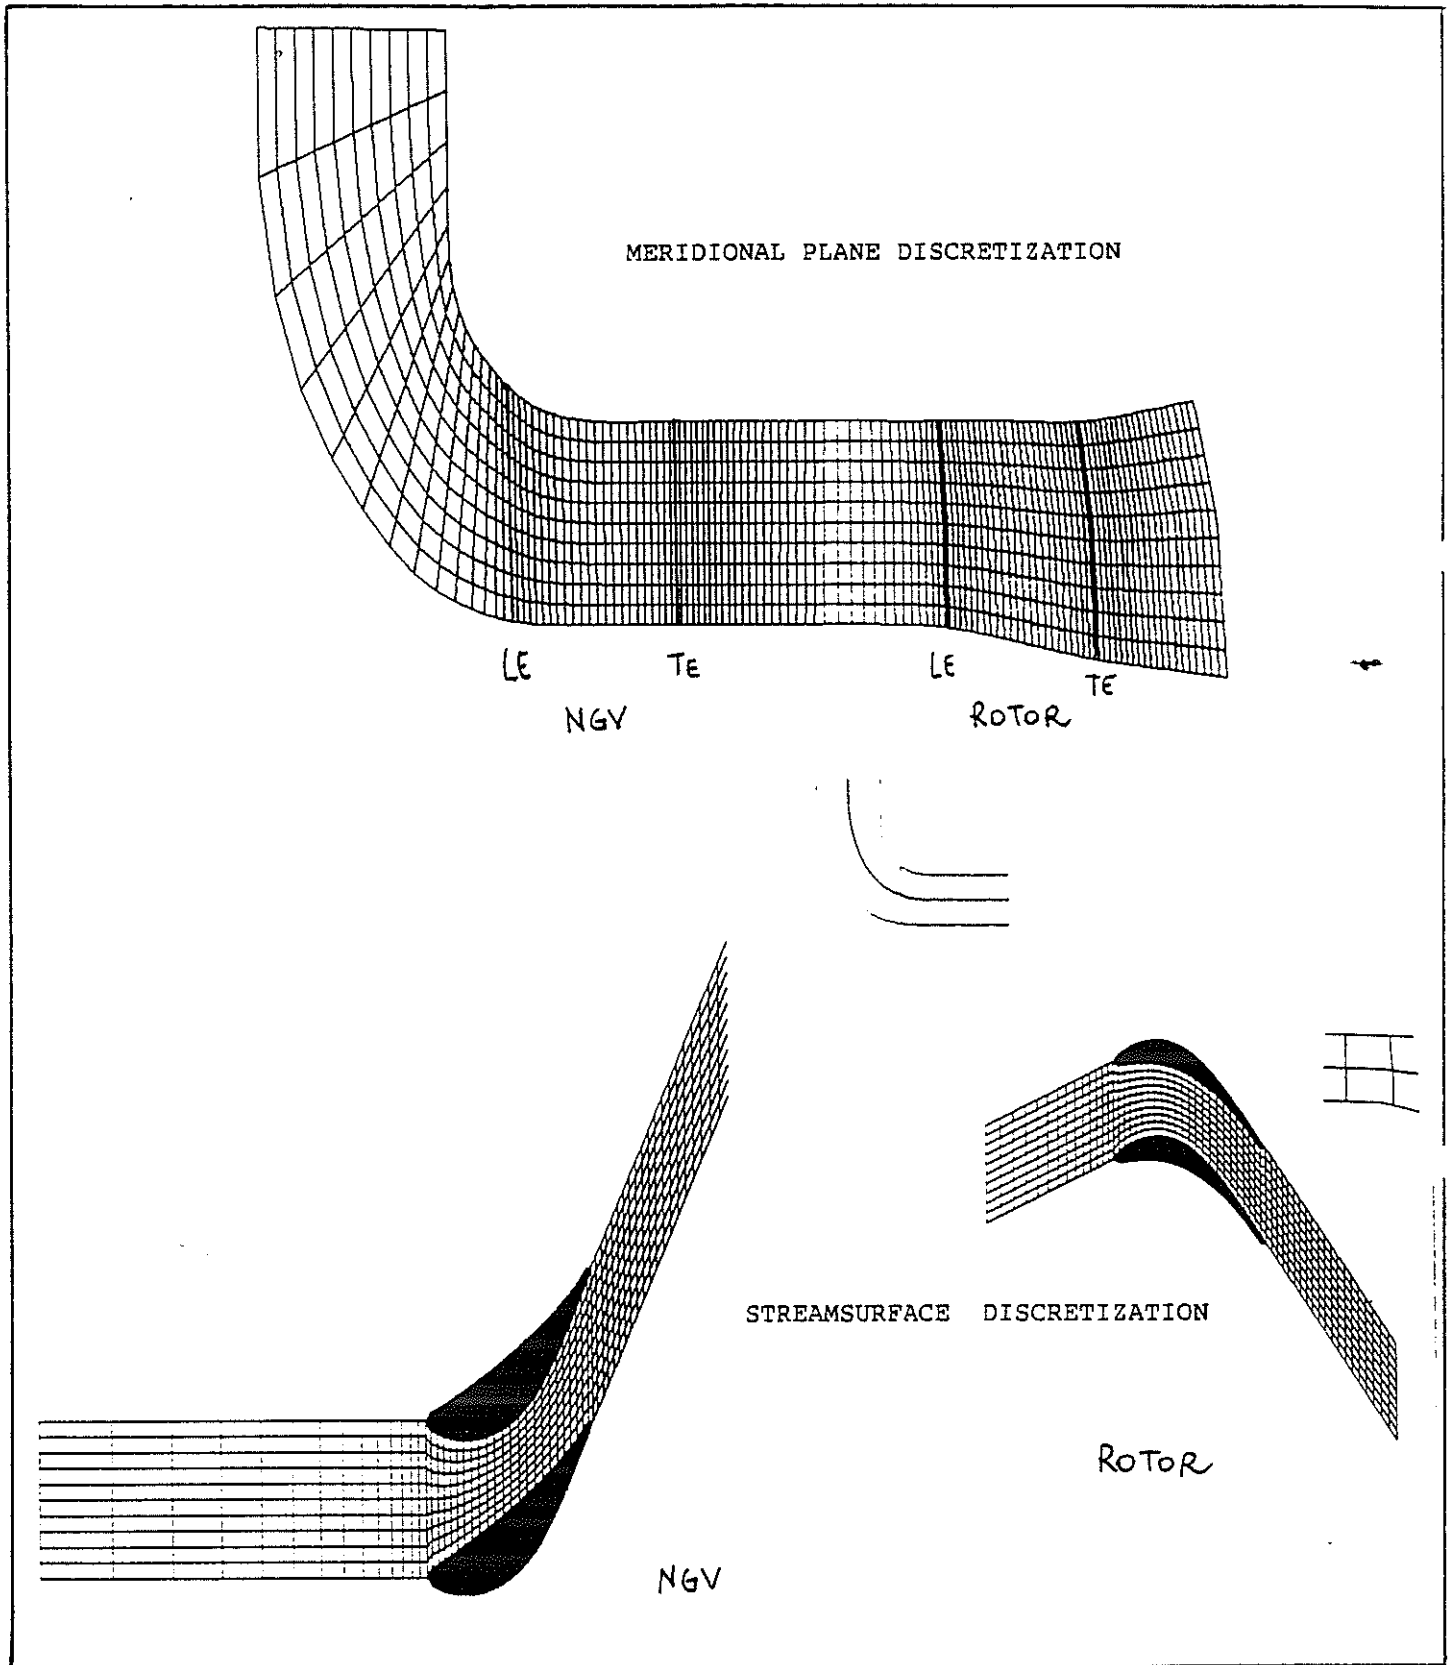 MERIDIONAL PLANE DISCRETIZATION
LE TE LE TE
NGV ROTOR
STREAMSURFACE DISCRETIZATION
ROTOR
NGV